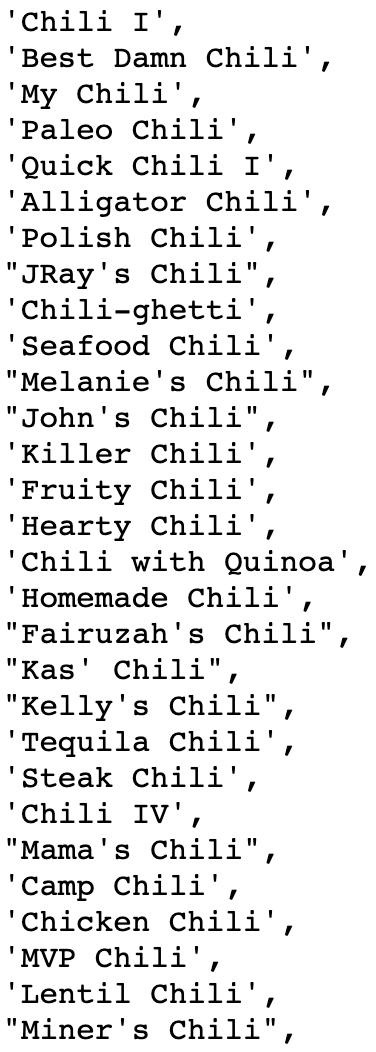 'Chili I',
'Best Damn Chili',
'My Chili',
'Paleo Chili',
'Quick Chili I',
'Alligator Chili',
'Polish Chili',
"JRay's Chili",
'Chili-ghetti',
'Seafood Chili',
"Melanie's Chili",
"John's Chili",
'Killer Chili',
'Fruity Chili',
'Hearty Chili',
'Chili with Quinoa',
'Homemade Chili',
"Fairuzah's Chili",
"Kas' Chili",
"Kelly's Chili",
'Tequila Chili',
'Steak Chili',
'Chili IV',
"Mama's Chili",
'Camp Chili',
'Chicken Chili',
'MVP Chili',
'Lentil Chili',
"Miner's Chili",